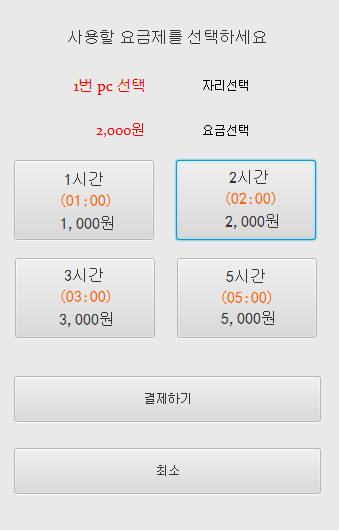 사용할 요금제를 선택하세요
1번 pc 선택 자리선택
2,000원 요금선택
1시간 2시간
(01:00) (02:00)
1,000원 2,000원
3시간 5시간
(03:00) (05:00)
3,000원 5,000원
결제하기
최소